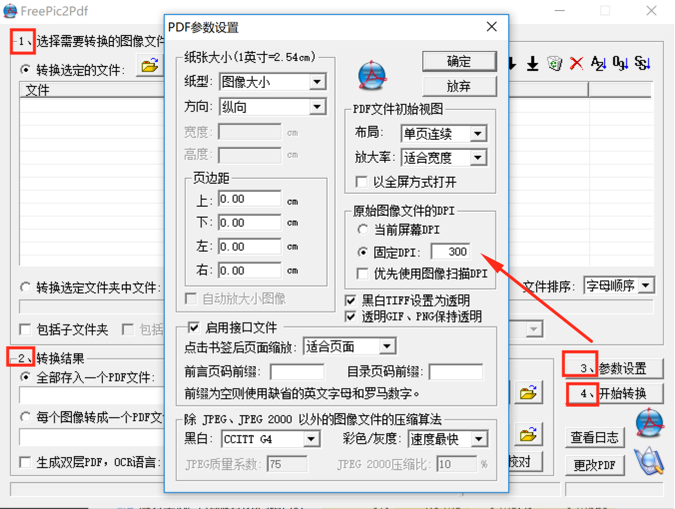 FreePic2Pdf
1、选择需要转换的图像文件
转换选定的文件:
文件
转换选定文件夹中文件:
文件排序: 字母顺序
包括子文件夹 包括
2、转换结果
全部存入一个PDF文件:
每个图像转成一个PDF文
生成双层PDF，OCR语言:
校对
3、参数设置
4、开始转换
查看日志
更改PDF
PDF参数设置
纸张大小(1英寸=2.54cm)
纸型: 图像大小
方向: 纵向
宽度: cm
高度: cm
页边距
上: 0.00 cm
下: 0.00 cm
左: 0.00 cm
右: 0.00 cm
自动放大小图像
确定
放弃
PDF文件初始视图
布局: 单页连续
放大率: 适合宽度
以全屏方式打开
原始图像文件的DPI
当前屏幕DPI
固定DPI: 300
优先使用图像扫描DPI
黑白TIFF设置为透明
透明GIF、PNG保持透明
启用接口文件
点击书签后页面缩放: 适合页面
前言页码前缀: 目录页码前缀:
前缀为空则使用缺省的英文字母和罗马数字。
除 JPEG、JPEG 2000 以外的图像文件的压缩算法
黑白: CCITT G4 彩色/灰度: 速度最快
JPEG质量系数: 75 JPEG 2000压缩比: 10 %